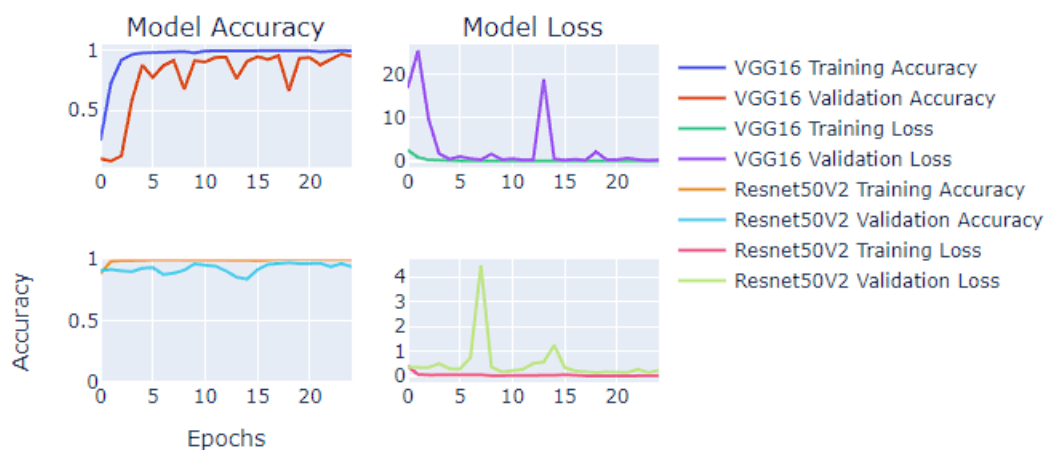 Model Accuracy
Model Loss
1
0.5
0 5 10 15 20
20
10
0
0 5 10 15 20
VGG16 Training Accuracy
VGG16 Validation Accuracy
VGG16 Training Loss
VGG16 Validation Loss
Resnet50V2 Training Accuracy
Resnet50V2 Validation Accuracy
Resnet50V2 Training Loss
Resnet50V2 Validation Loss
Accuracy
1
0.5
0
0 5 10 15 20
Epochs
4
3
2
1
0
0 5 10 15 20